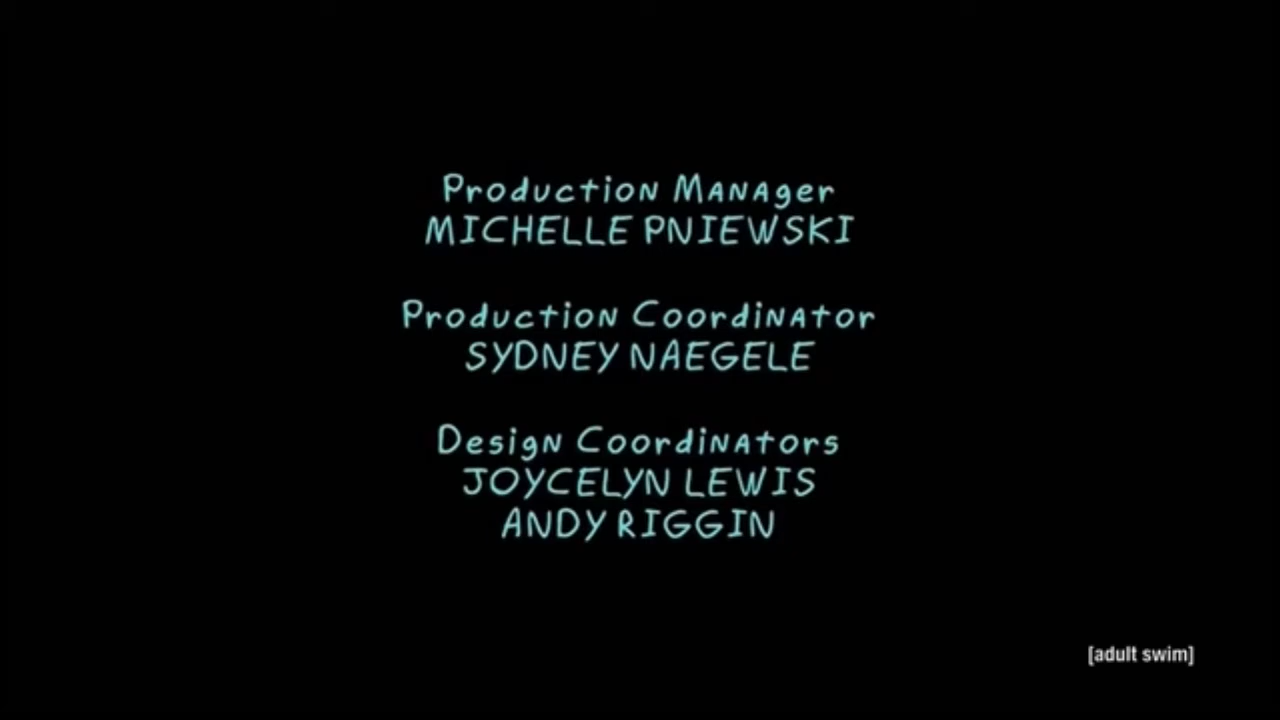 Production Manager
MICHELLE PNIEWSKI
Production Coordinator
SYDNEY NAEGELE
Design Coordinators
JOYCELYN LEWIS
ANDY RIGGIN
[adult swim]